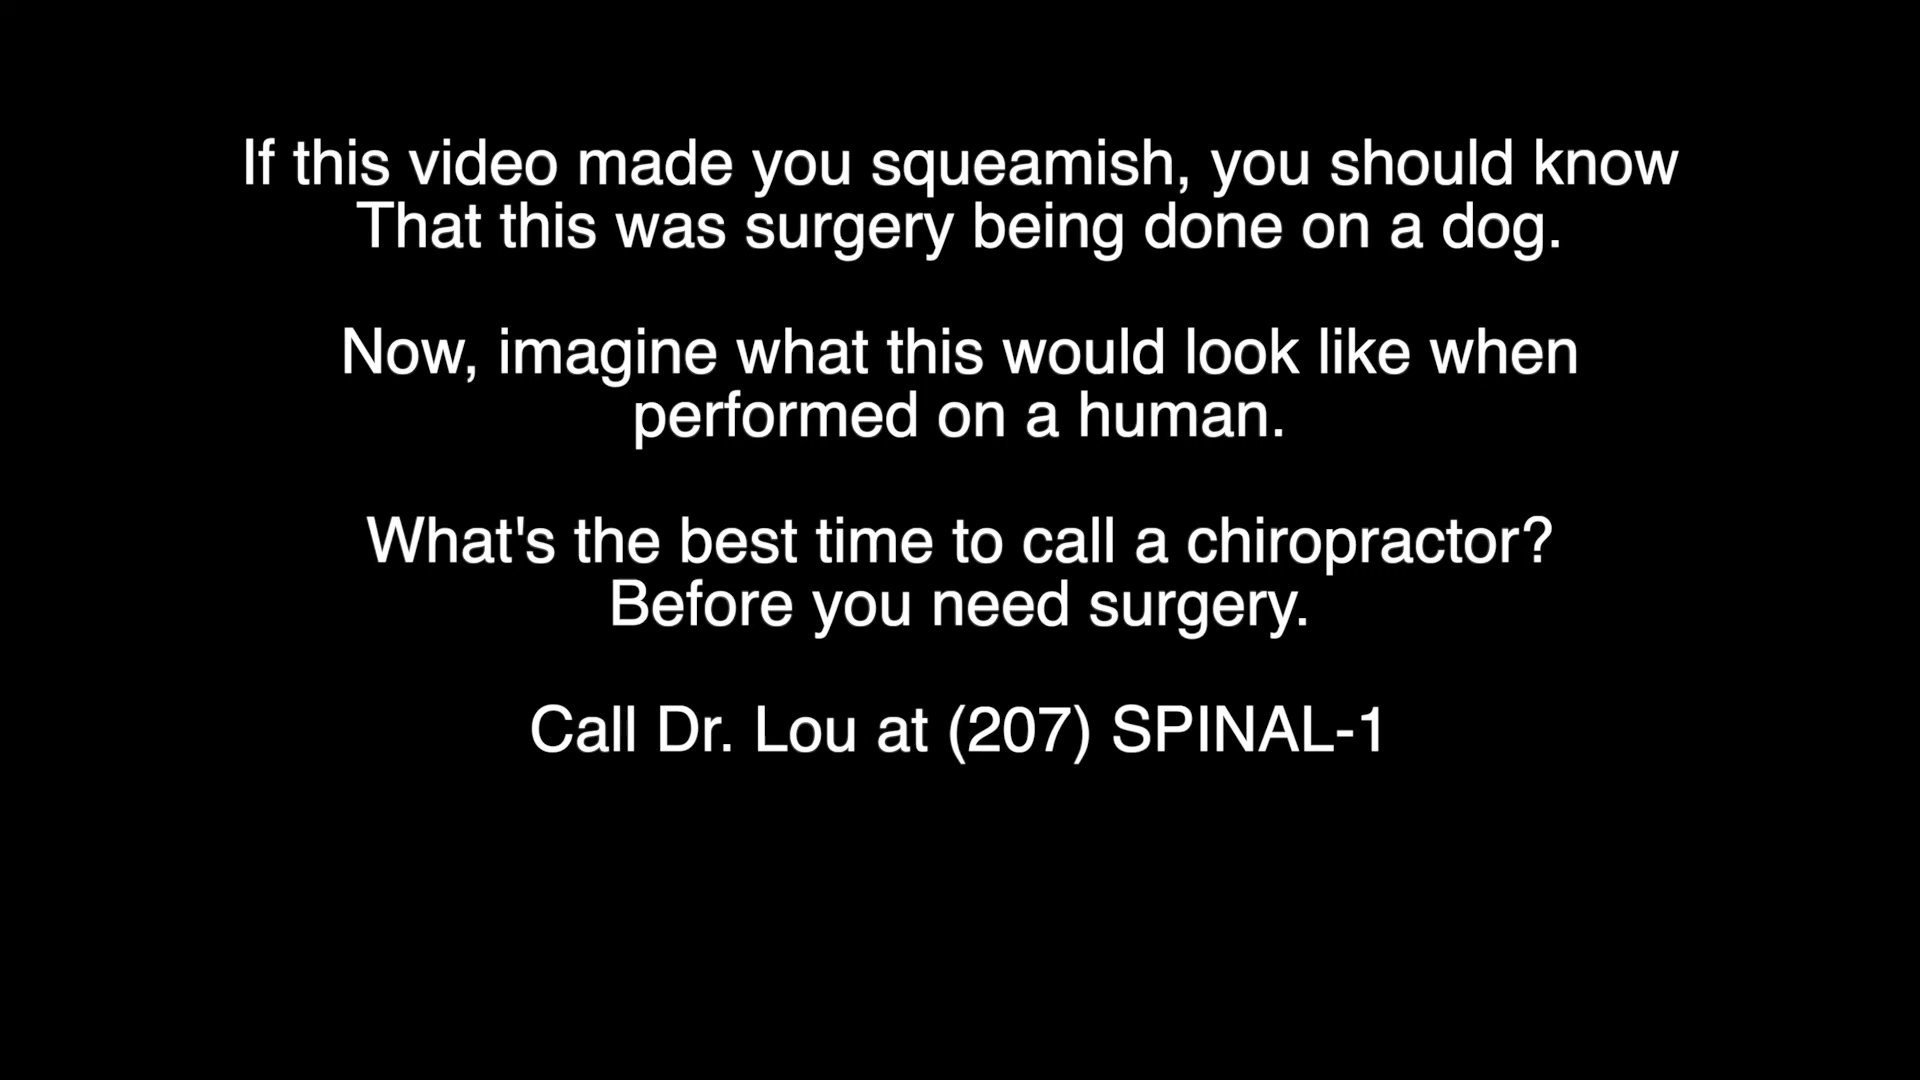 If this video made you squeamish, you should know
That this was surgery being done on a dog.
Now, imagine what this would look like when
performed on a human.
What's the best time to call a chiropractor?
Before you need surgery.
Call Dr. Lou at (207) SPINAL-1